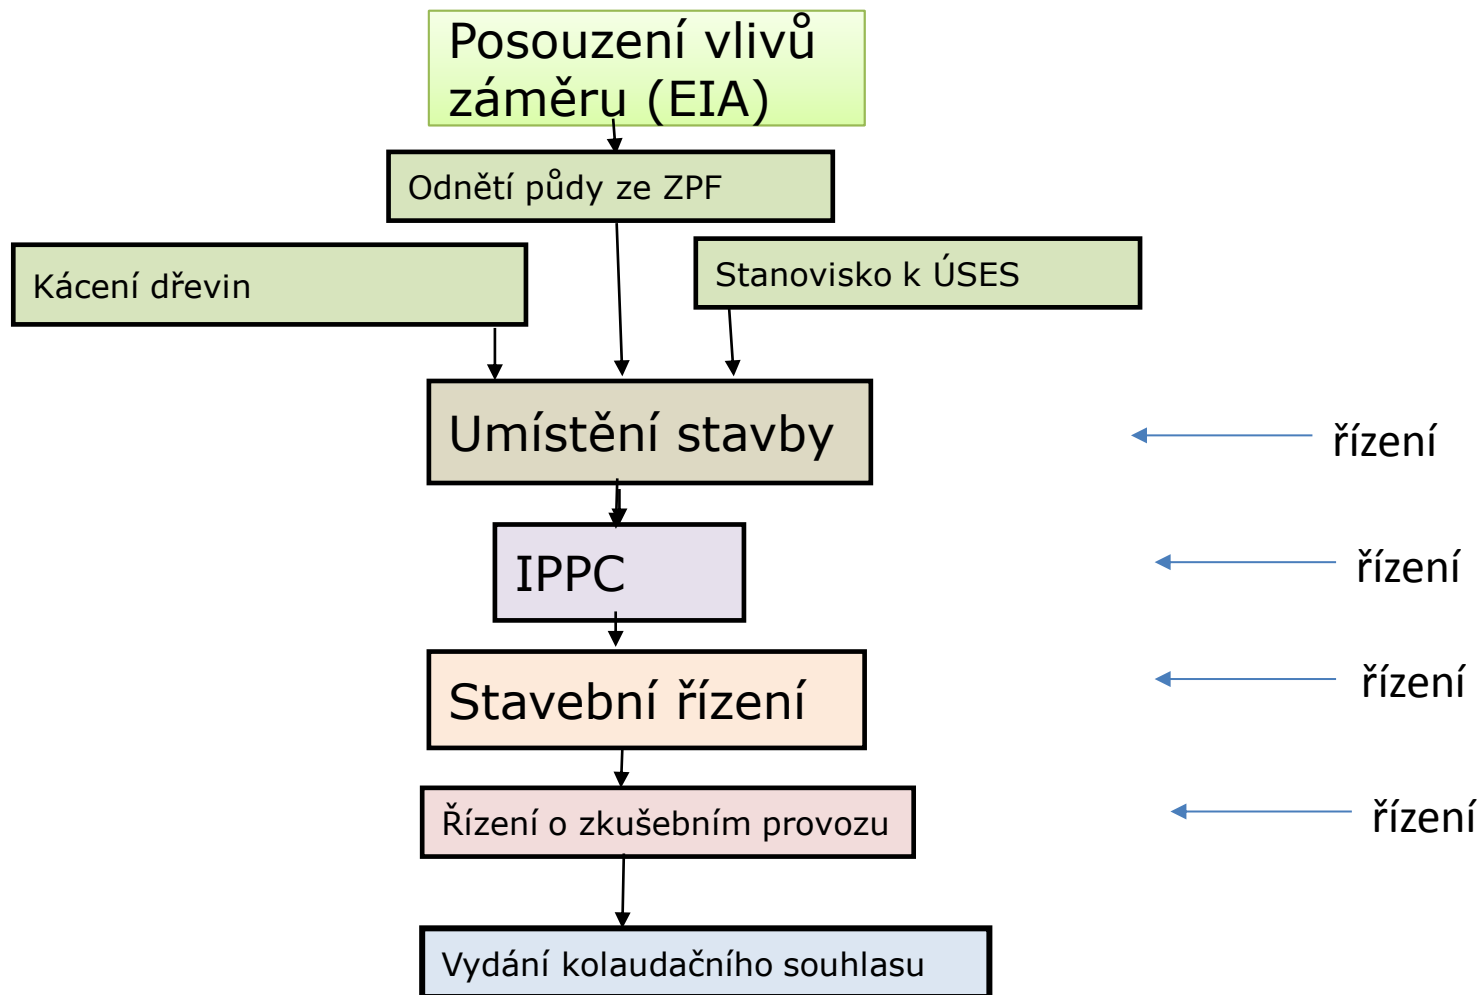 Posouzení vlivů
záměru (EIA)
Odnětí půdy ze ZPF
Kácení dřevin
Stanovisko k ÚSES
Umístění stavby
řízení
IPPC
řízení
Stavební řízení
řízení
Řízení o zkušebním provozu
řízení
Vydání kolaudačního souhlasu